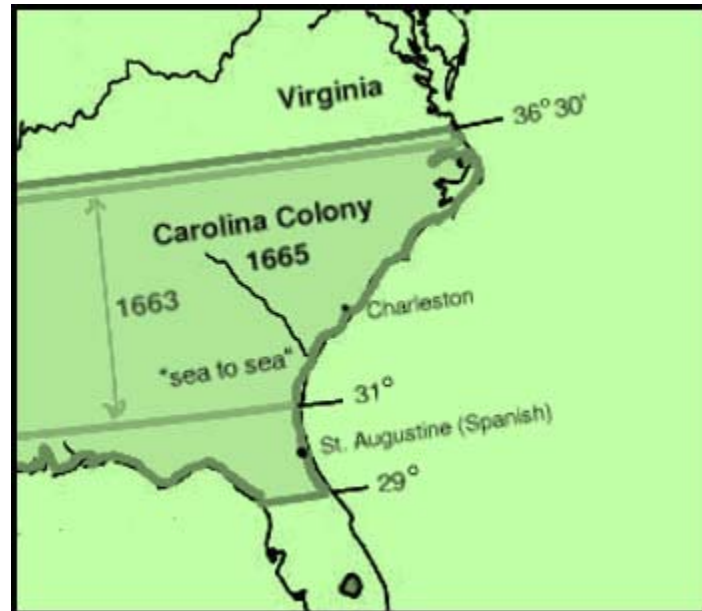 Virginia
36° 30'
Carolina Colony
1665
1663
Charleston
"sea to sea"
31°
St. Augustine (Spanish)
29°